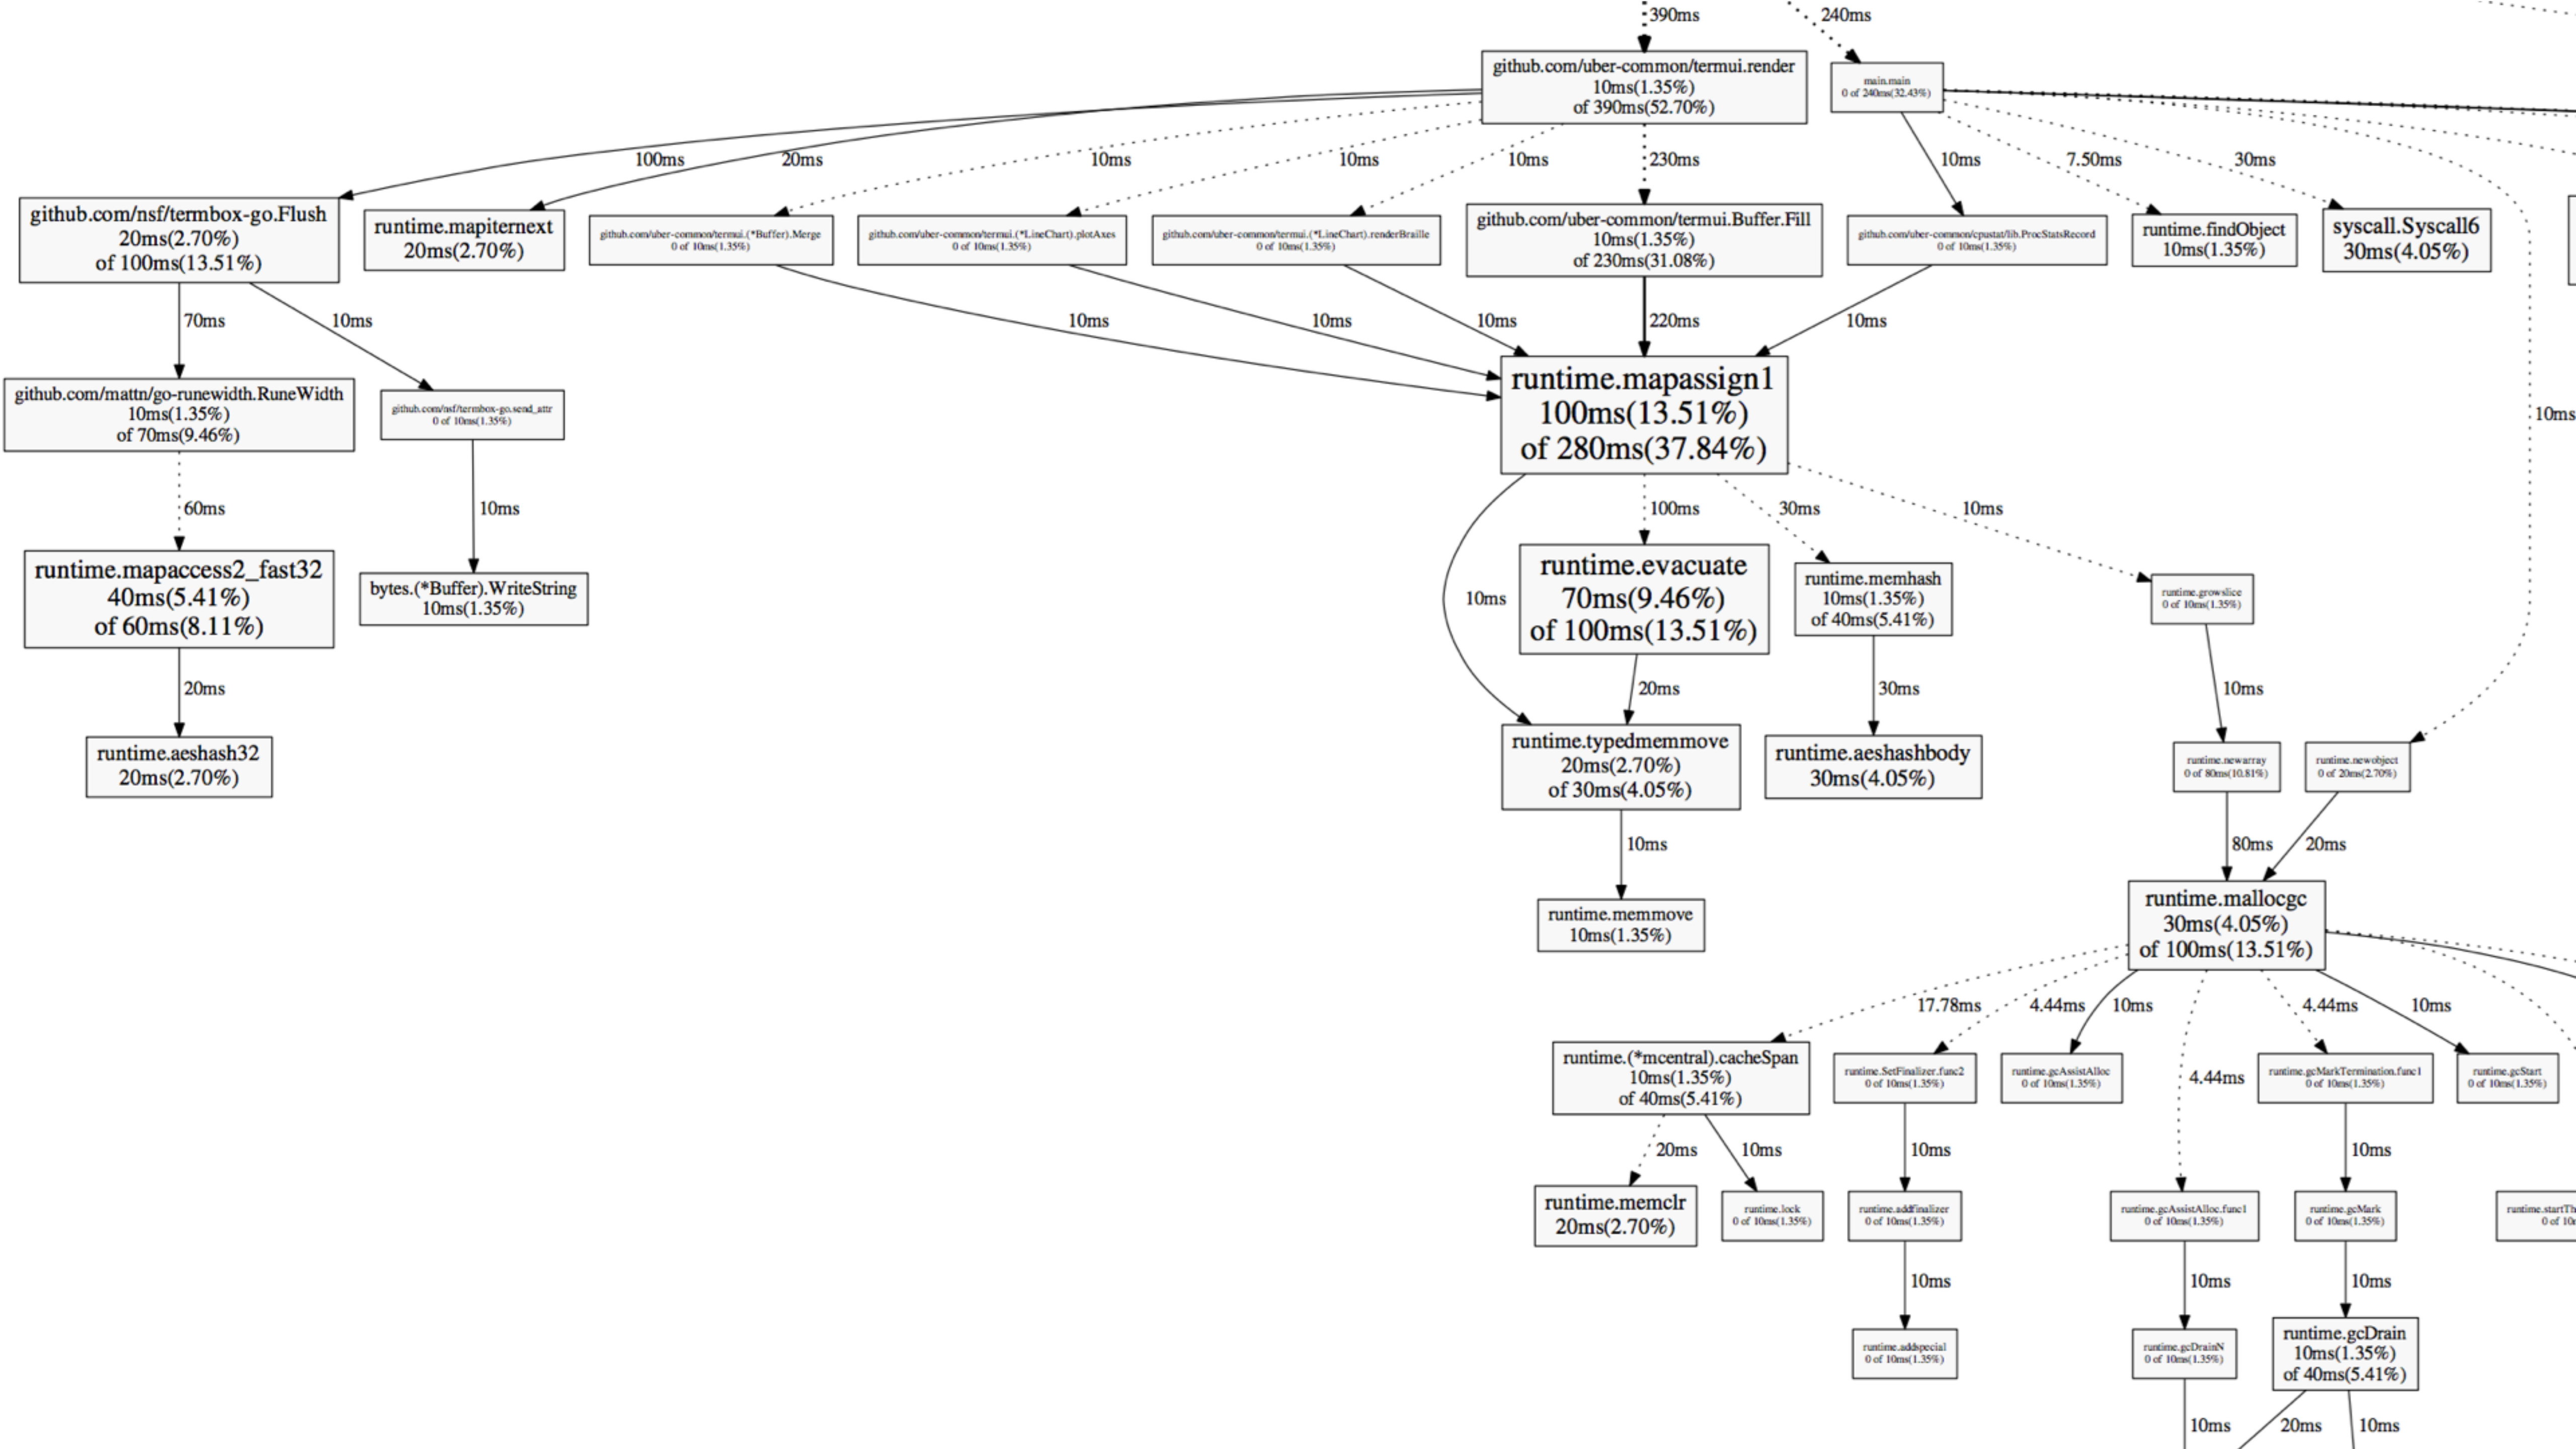 390ms
240ms
github.com/uber-common/termui.render
10ms(1.35%)
of 390ms(52.70%)
main.main
0 of 240ms(32.43%)
100ms
20ms
10ms
10ms
10ms
230ms
10ms
7.50ms
30ms
github.com/nsf/termbox-go.Flush
20ms(2.70%)
of 100ms(13.51%)
runtime.mapiternext
20ms(2.70%)
github.com/uber-common/termui.(*Buffer).Merge
0 of 10ms(1.35%)
github.com/uber-common/termui.(*LineChart).plotAxes
0 of 10ms(1.35%)
github.com/uber-common/termui.(*LineChart).renderBraille
0 of 10ms(1.35%)
github.com/uber-common/termui.Buffer.Fill
10ms(1.35%)
of 230ms(31.08%)
github.com/uber-common/cpustat/lib.ProcStatsRecord
0 of 10ms(1.35%)
runtime.findObject
10ms(1.35%)
syscall.Syscall6
30ms(4.05%)
70ms
10ms
10ms
10ms
10ms
220ms
10ms
github.com/mattn/go-runewidth.RuneWidth
10ms(1.35%)
of 70ms(9.46%)
github.com/nsf/termbox-go.send_attr
0 of 10ms(1.35%)
runtime.mapassign1
100ms(13.51%)
of 280ms(37.84%)
10ms
60ms
10ms
100ms
30ms
10ms
runtime.mapaccess2_fast32
40ms(5.41%)
of 60ms(8.11%)
bytes.(*Buffer).WriteString
10ms(1.35%)
10ms
runtime.evacuate
70ms(9.46%)
of 100ms(13.51%)
runtime.memhash
10ms(1.35%)
of 40ms(5.41%)
runtime.growslice
0 of 10ms(1.35%)
20ms
20ms
30ms
10ms
runtime.aeshash32
20ms(2.70%)
runtime.typedmemmove
20ms(2.70%)
of 30ms(4.05%)
runtime.aeshashbody
30ms(4.05%)
runtime.newarray
0 of 80ms(10.81%)
runtime.newobject
0 of 20ms(2.70%)
10ms
80ms
20ms
runtime.memmove
10ms(1.35%)
runtime.mallocgc
30ms(4.05%)
of 100ms(13.51%)
17.78ms
4.44ms
10ms
4.44ms
10ms
4.44ms
runtime.(*mcentral).cacheSpan
10ms(1.35%)
of 40ms(5.41%)
runtime.SetFinalizer.func2
0 of 10ms(1.35%)
runtime.gcAssistAlloc
0 of 10ms(1.35%)
runtime.gcMarkTermination.func1
0 of 10ms(1.35%)
runtime.gcStart
0 of 10ms(1.35%)
20ms
10ms
10ms
10ms
runtime.memclr
20ms(2.70%)
runtime.lock
0 of 10ms(1.35%)
runtime.addfinalizer
0 of 10ms(1.35%)
runtime.gcAssistAlloc.func1
0 of 10ms(1.35%)
runtime.gcMark
0 of 10ms(1.35%)
runtime.startTh
0 of 10m
10ms
10ms
10ms
runtime.addspecial
0 of 10ms(1.35%)
runtime.gcDrainN
0 of 10ms(1.35%)
runtime.gcDrain
10ms(1.35%)
of 40ms(5.41%)
10ms
20ms
10ms